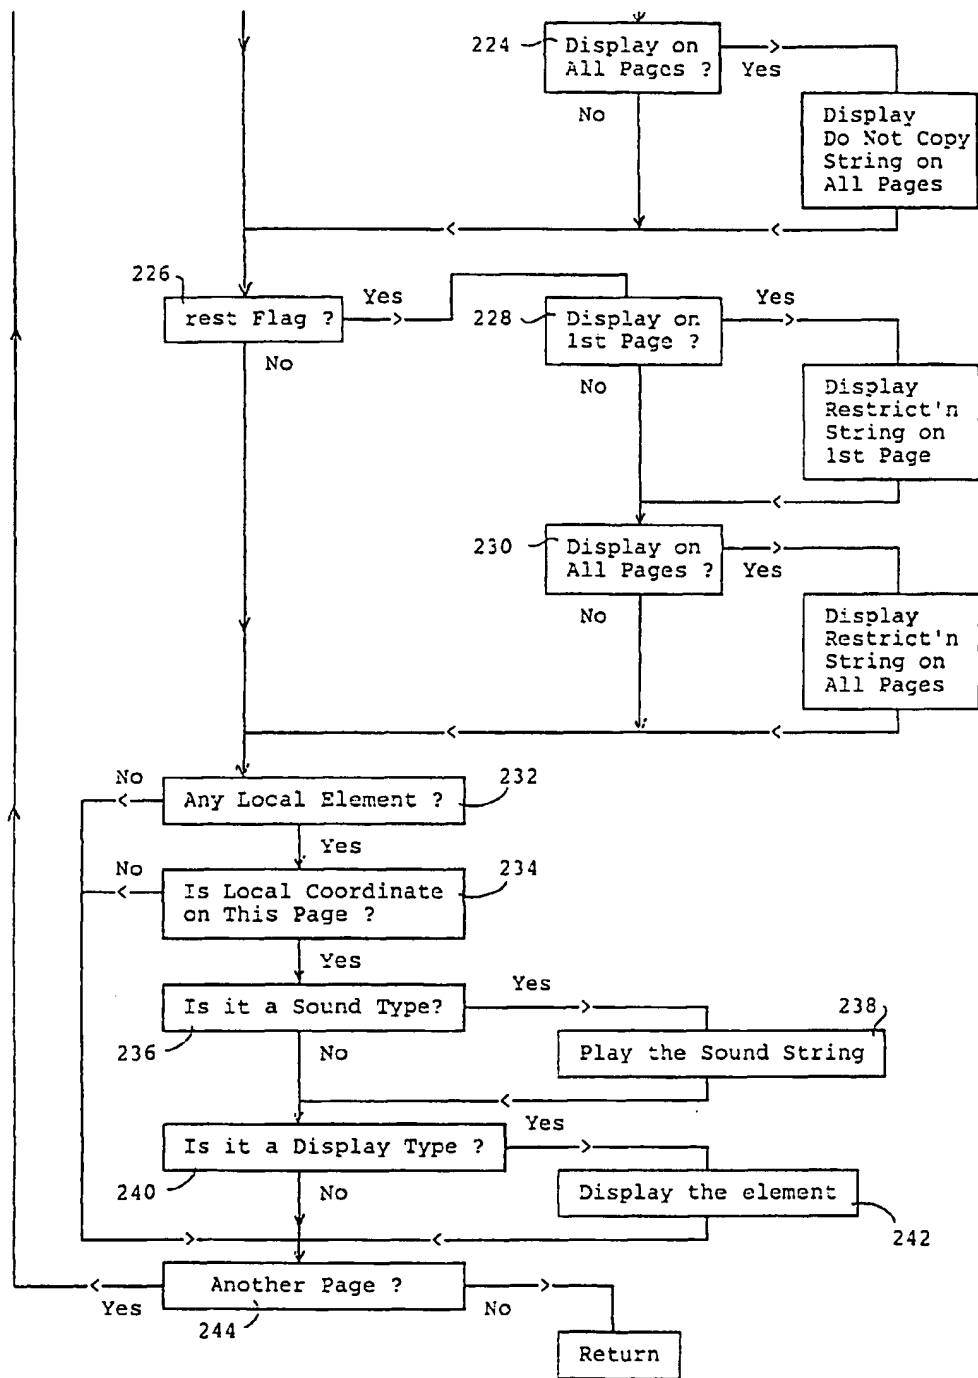 224
Display on
All Pages ?
Yes
No
Display
Do Not Copy
String on
All Pages
226
rest Flag ?
Yes
No
228
Display on
1st Page ?
Yes
No
Display
Restrict'n
String on
1st Page
230
Display on
All Pages ?
Yes
No
Display
Restrict'n
String on
All Pages
No
Any Local Element ?
232
Yes
No
Is Local Coordinate
on This Page ?
234
Yes
Is it a Sound Type?
Yes
236
No
238
Play the Sound String
Is it a Display Type ?
Yes
240
No
Display the element
242
Another Page ?
Yes
244
No
Return